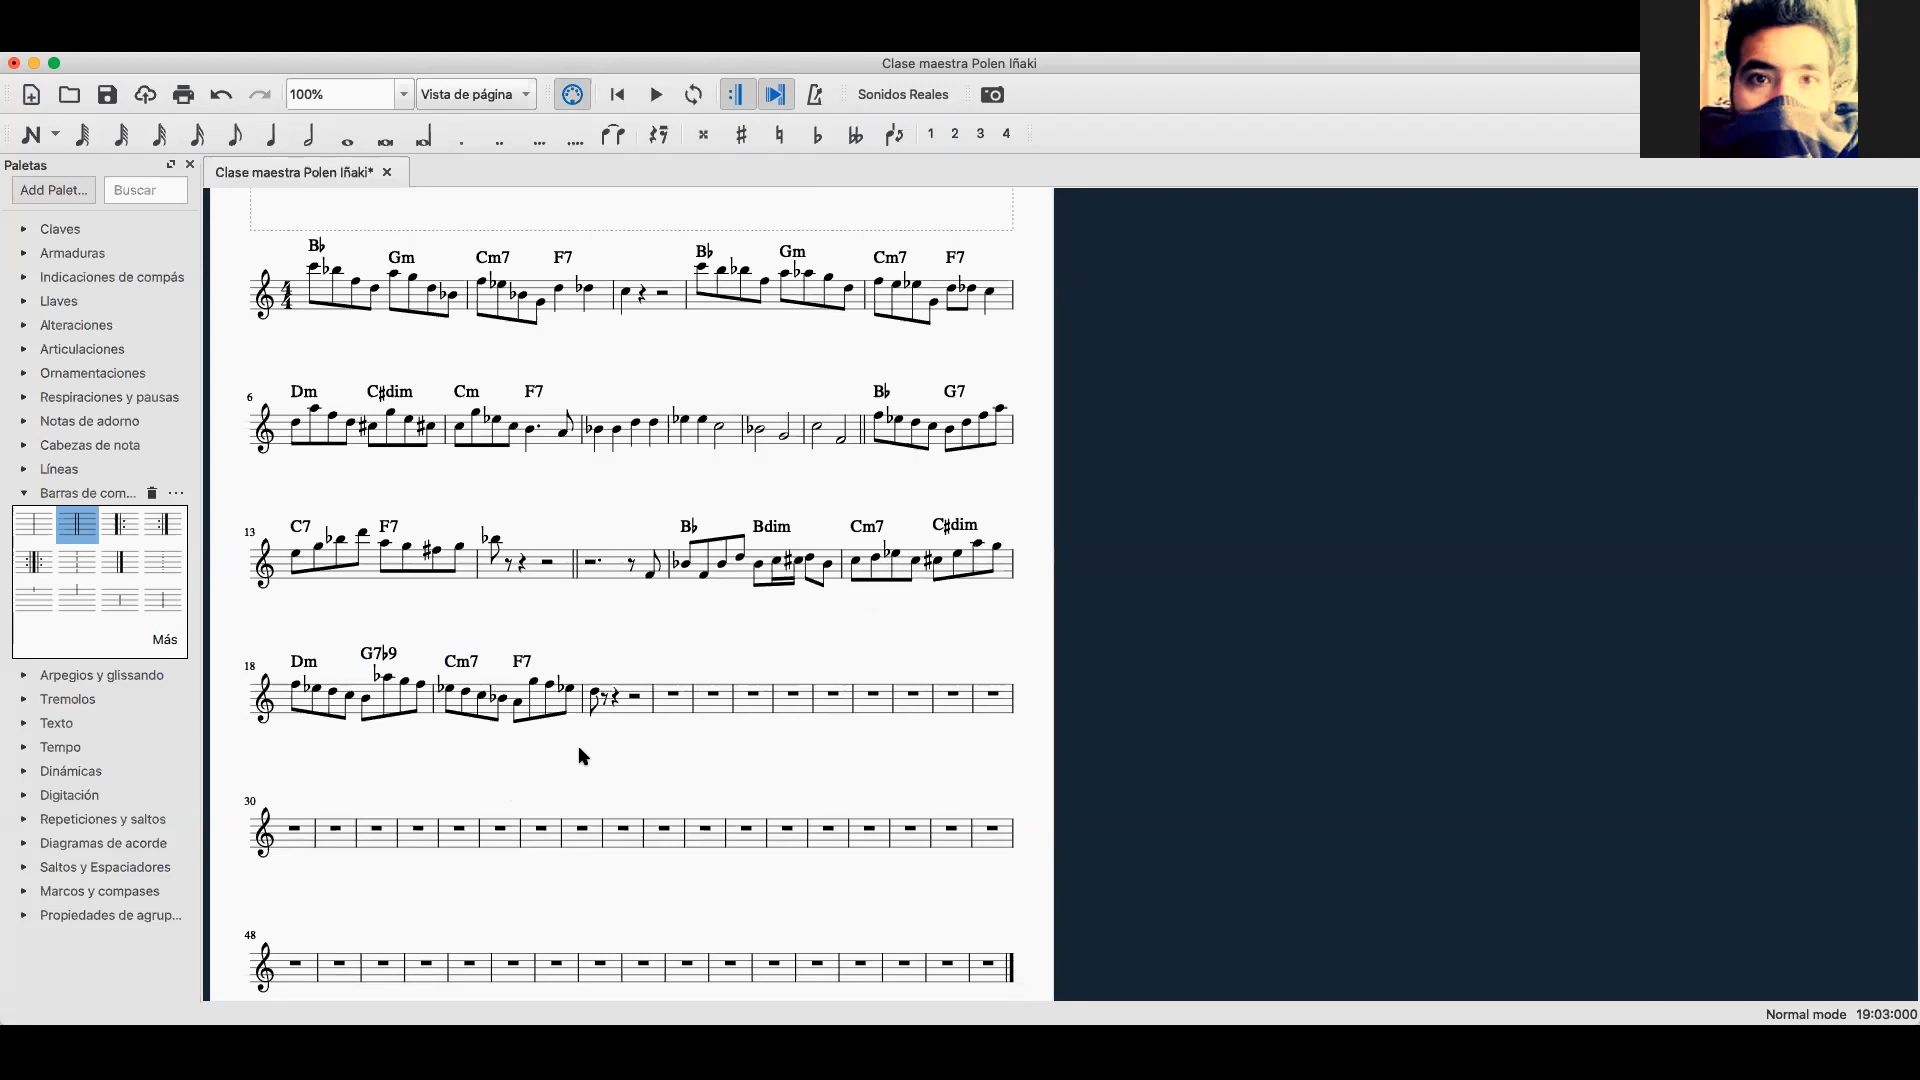 Clase maestra Polen Iñaki
100%
Vista de página
Sonidos Reales
1 2 3 4
Paletas
Clase maestra Polen Iñaki*
Add Palet...
Buscar
Claves
Armaduras
Indicaciones de compás
Llaves
Alteraciones
Articulaciones
Ornamentaciones
Respiraciones y pausas
Notas de adorno
Cabezas de nota
Líneas
Barras de com...
Más
Arpegios y glissando
Tremolos
Texto
Tempo
Dinámicas
Digitación
Repeticiones y saltos
Diagramas de acorde
Saltos y Espaciadores
Marcos y compases
Propiedades de agrup...
B♭ Gm Cm7 F7 B♭ Gm Cm7 F7
4
4
6
Dm C♯dim Cm F7 B♭ G7
13
C7 F7 B♭ Bdim Cm7 C♯dim
18
Dm G7♭9 Cm7 F7
30
48
Normal mode 19:03:000